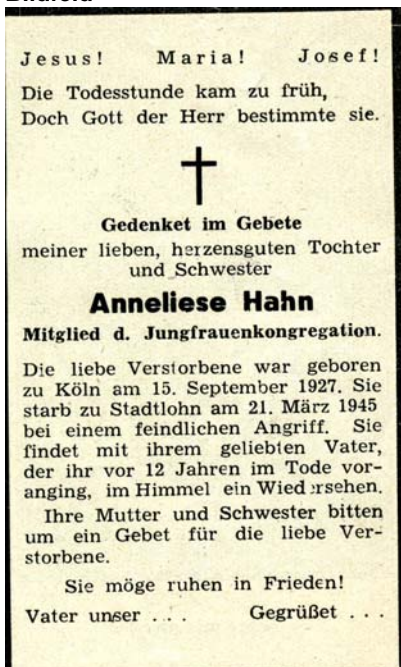 Jesus! Maria! Josef!
Die Todesstunde kam zu früh,
Doch Gott der Herr bestimmte sie.
Gedenket im Gebete
meiner lieben, herzensguten Tochter
und Schwester
Anneliese Hahn
Mitglied d. Jungfrauenkongregation.
Die liebe Verstorbene war geboren
zu Köln am 15. September 1927. Sie
starb zu Stadtlohn am 21. März 1945
bei einem feindlichen Angriff. Sie
findet mit ihrem geliebten Vater,
der ihr vor 12 Jahren im Tode vor-
anging, im Himmel ein Wiedersehen.
Ihre Mutter und Schwester bitten
um ein Gebet für die liebe Ver-
storbene.
Sie möge ruhen in Frieden!
Vater unser . . . Gegrüßet . . .